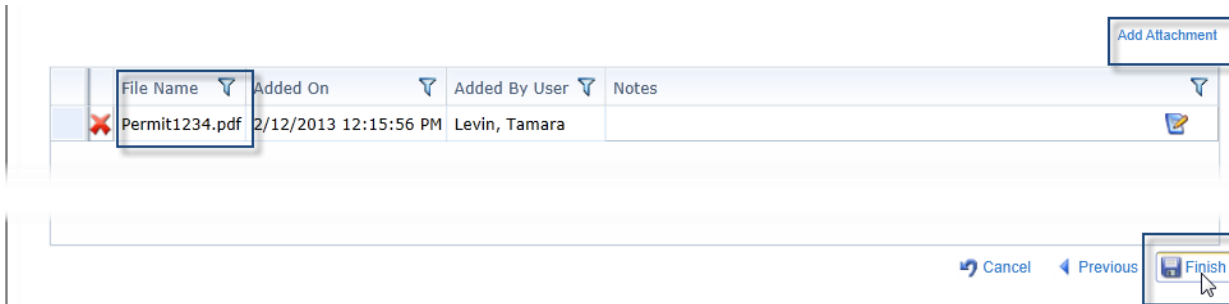 Add Attachment
File Name Added On Added By User Notes
Permit1234.pdf 2/12/2013 12:15:56 PM Levin, Tamara
Cancel Previous Finish